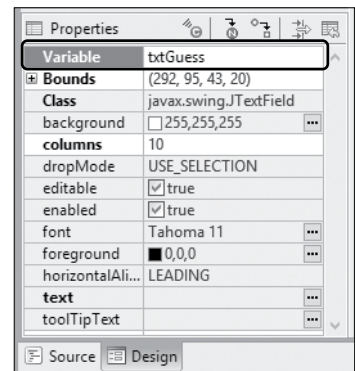 Properties
Variable txtGuess
Bounds (292, 95, 43, 20)
Class javax.swing.JTextField
background 255,255,255 ...
columns 10
dropMode USE_SELECTION
editable true
enabled true
font Tahoma 11 ...
foreground 0,0,0 ...
horizontalAli... LEADING
text ...
toolTipText ...
Source Design